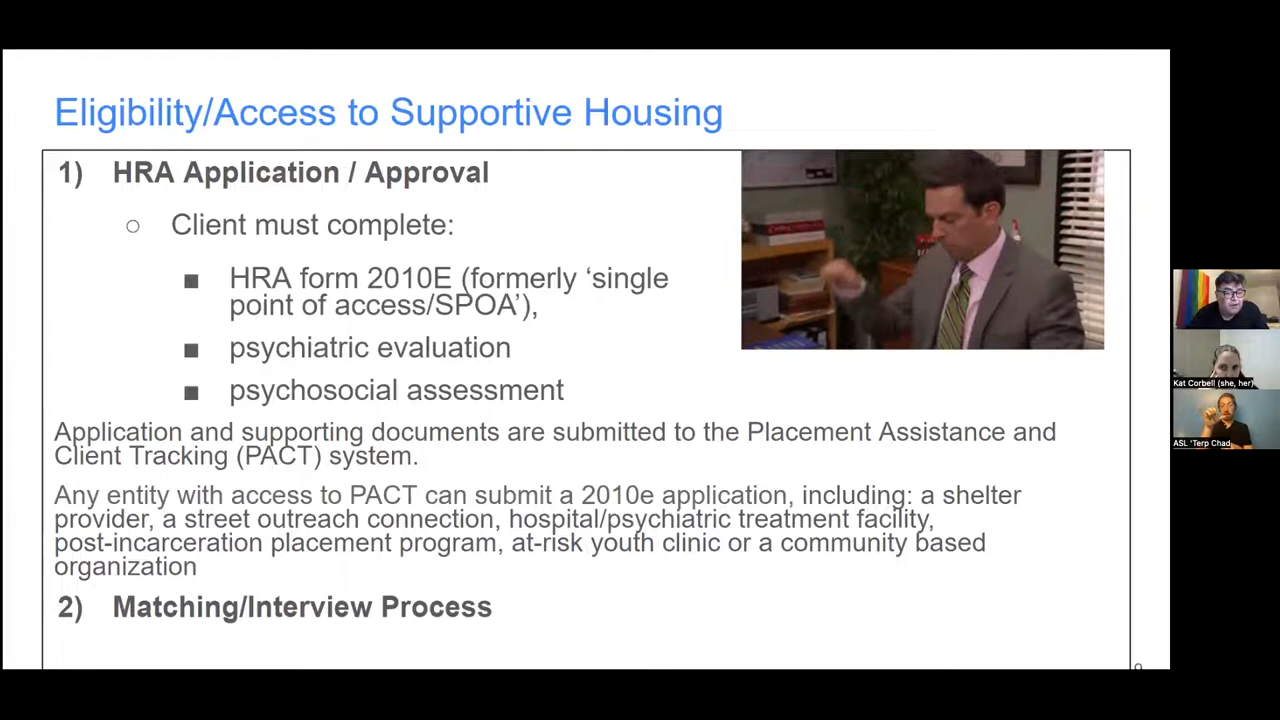 Eligibility/Access to Supportive Housing
1) HRA Application / Approval
○ Client must complete:
■ HRA form 2010E (formerly ‘single
point of access/SPOA’),
■ psychiatric evaluation
■ psychosocial assessment
Application and supporting documents are submitted to the Placement Assistance and
Client Tracking (PACT) system.
Any entity with access to PACT can submit a 2010e application, including: a shelter
provider, a street outreach connection, hospital/psychiatric treatment facility,
post-incarceration placement program, at-risk youth clinic or a community based
organization
2) Matching/Interview Process
Kat Corbell (she, her)
ASL 'Terp Chad